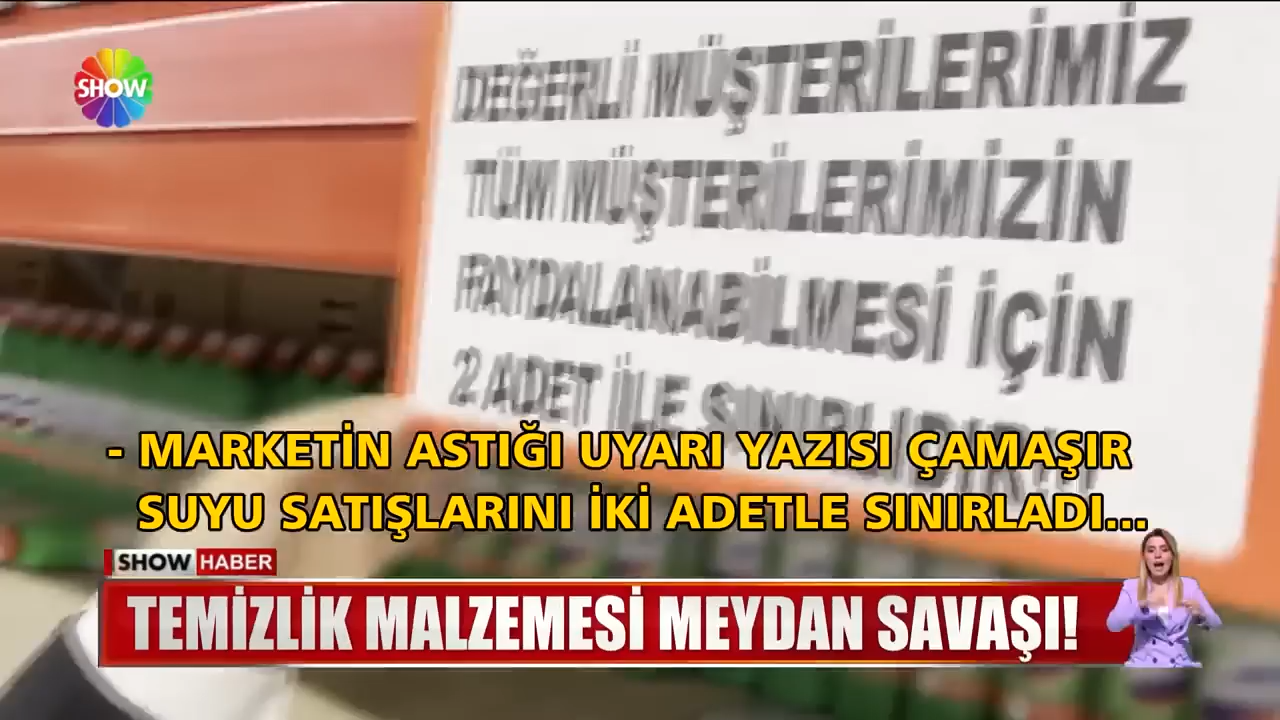 SHOW
DEĞERLİ MÜŞTERİLERİMİZ
TÜM MÜŞTERİLERİMİZİN
FAYDALANABİLMESİ İÇİN
2 ADET İLE SINIRLIDIR!!
- MARKETİN ASTIĞI UYARI YAZISI ÇAMAŞIR
SUYU SATIŞLARINI İKİ ADETLE SINIRLADI...
SHOW HABER
TEMİZLİK MALZEMESİ MEYDAN SAVAŞI!